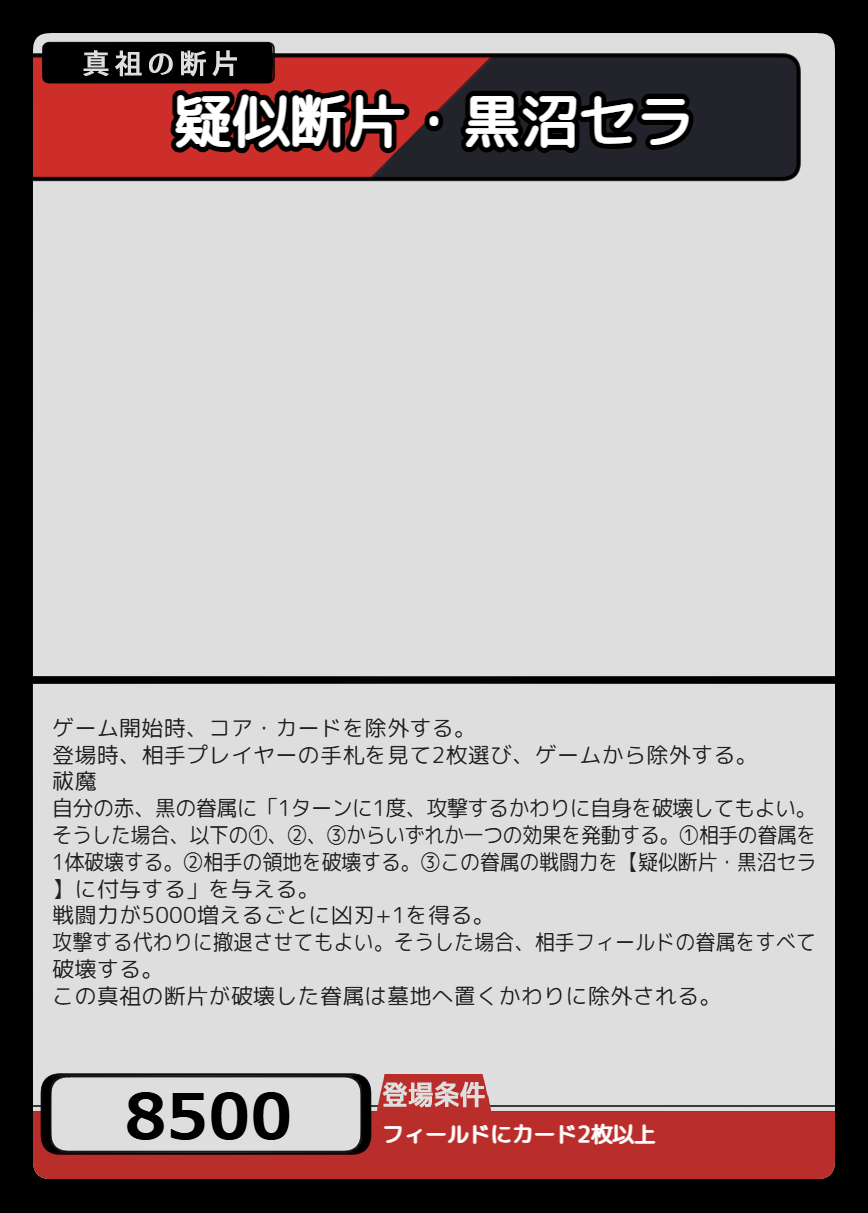 真祖の断片
疑似断片・黒沼セラ
ゲーム開始時、コア・カードを除外する。
登場時、相手プレイヤーの手札を見て2枚選び、ゲームから除外する。
祓魔
自分の赤、黒の眷属に「1ターンに1度、攻撃するかわりに自身を破壊してもよい。
そうした場合、以下の①、②、③からいずれか一つの効果を発動する。①相手の眷属を
1体破壊する。②相手の領地を破壊する。③この眷属の戦闘力を【疑似断片・黒沼セラ
】に付与する」を与える。
戦闘力が5000増えるごとに凶刃+1を得る。
攻撃する代わりに撤退させてもよい。そうした場合、相手フィールドの眷属をすべて
破壊する。
この真祖の断片が破壊した眷属は墓地へ置くかわりに除外される。
8500
登場条件
フィールドにカード2枚以上